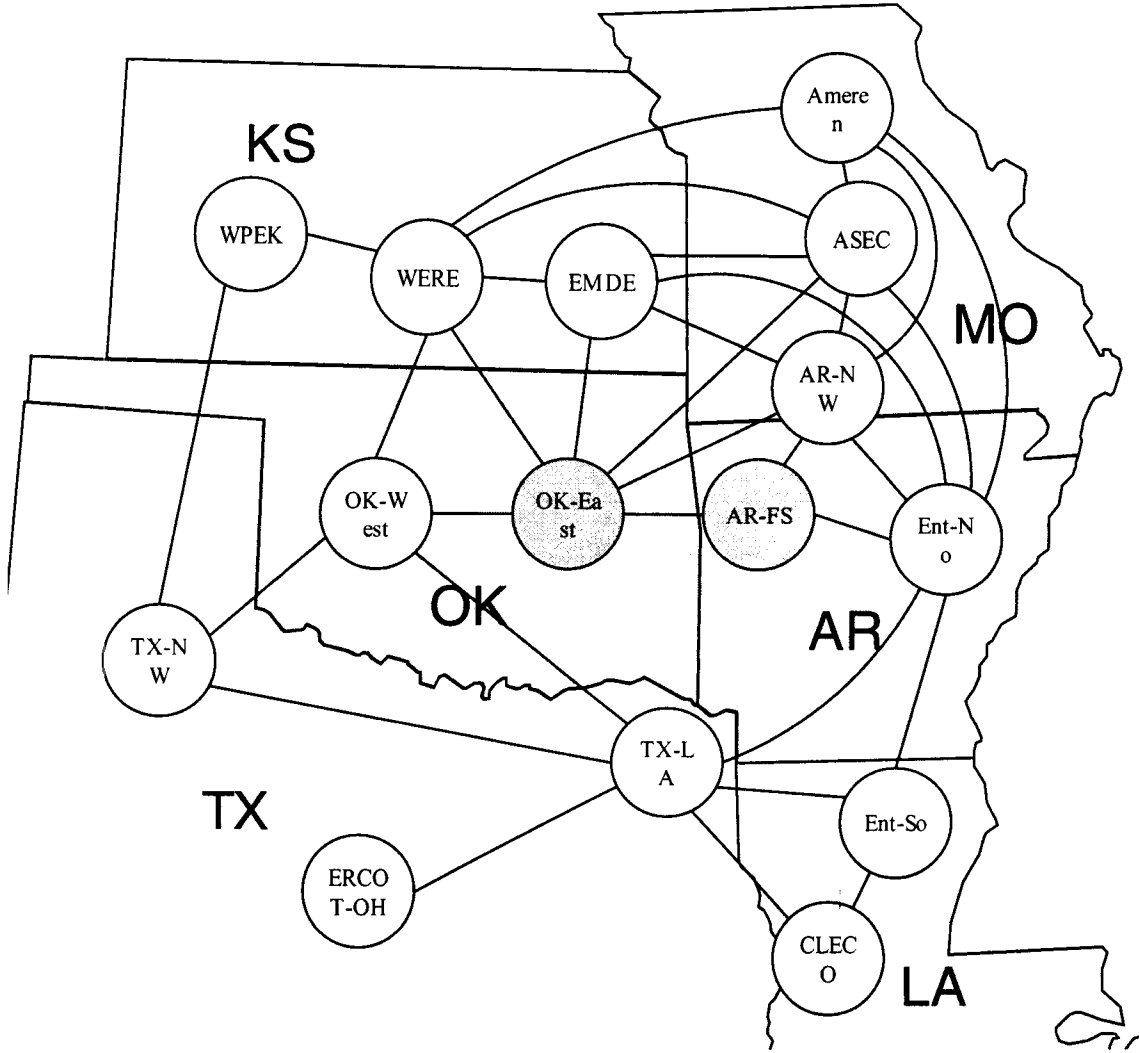 Amere
n
KS
WPEK
WERE
EMDE
ASEC
MO
AR-N
W
OK-W
est
OK-Ea
st
AR-FS
Ent-N
o
OK
AR
TX-N
W
TX-L
A
TX
Ent-So
ERCO
T-OH
CLEC
O
LA